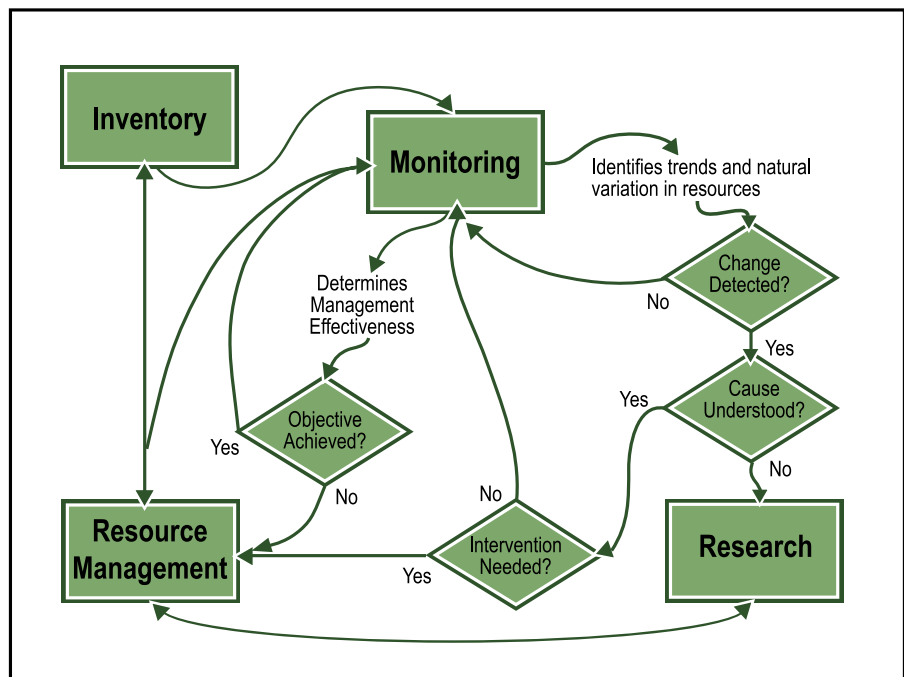 Inventory
Monitoring
Identifies trends and natural
variation in resources
Change
Detected?
No
Yes
Determines
Management
Effectiveness
Cause
Understood?
Yes
No
Objective
Achieved?
Yes
No
Resource
Management
Intervention
Needed?
No
Yes
Research